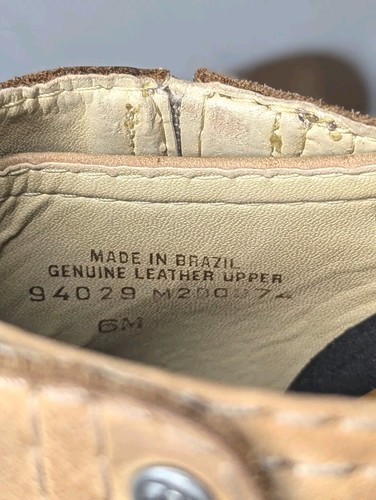 MADE IN BRAZIL
GENUINE LEATHER UPPER
94029
6M